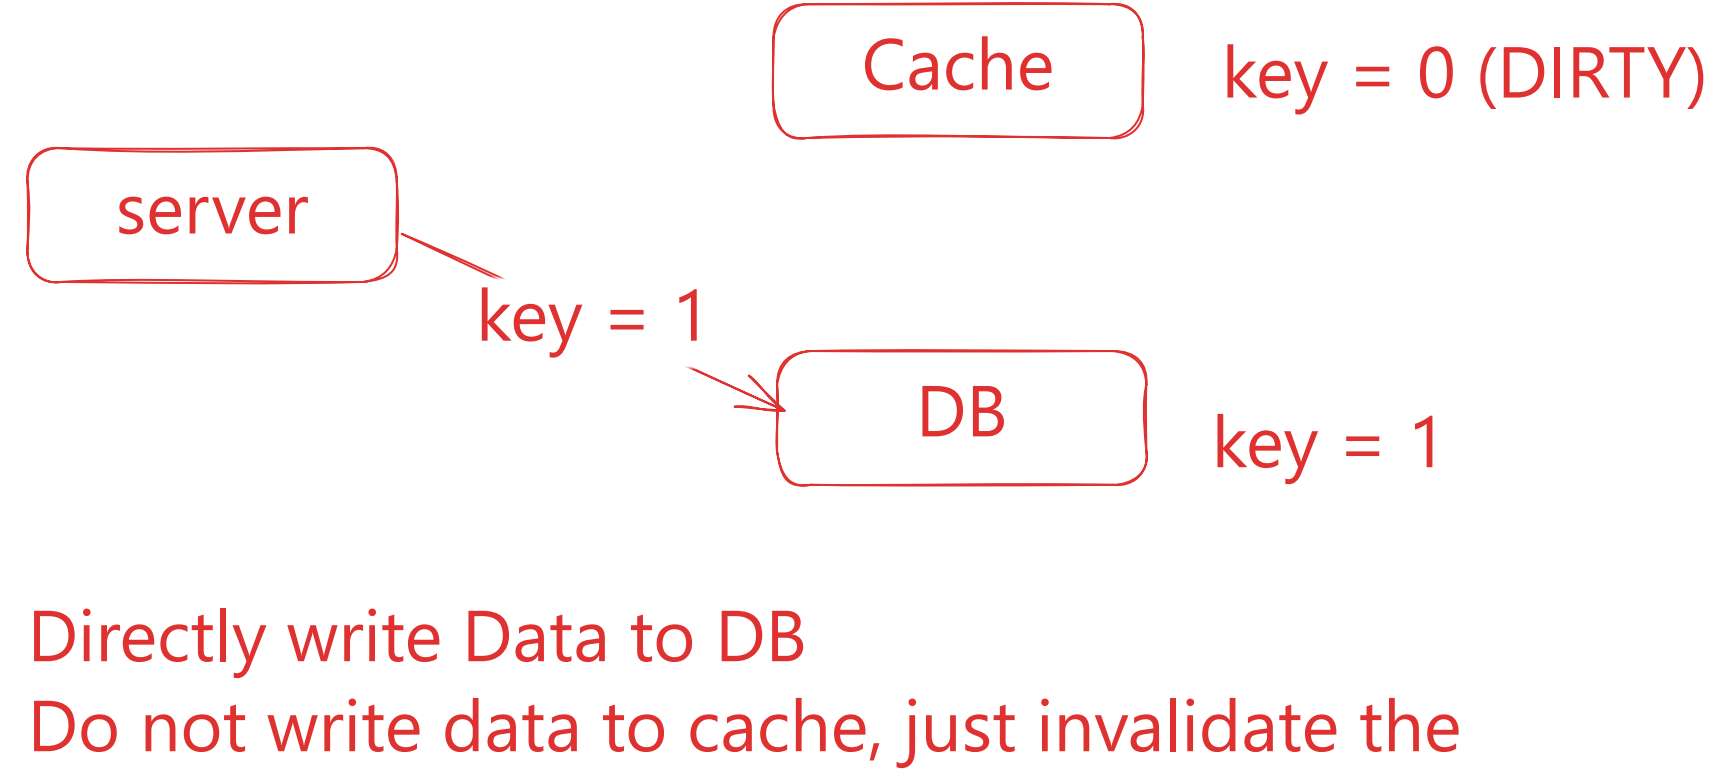 Cache
key = 0 (DIRTY)
server
key = 1
DB
key = 1
Directly write Data to DB
Do not write data to cache, just invalidate the